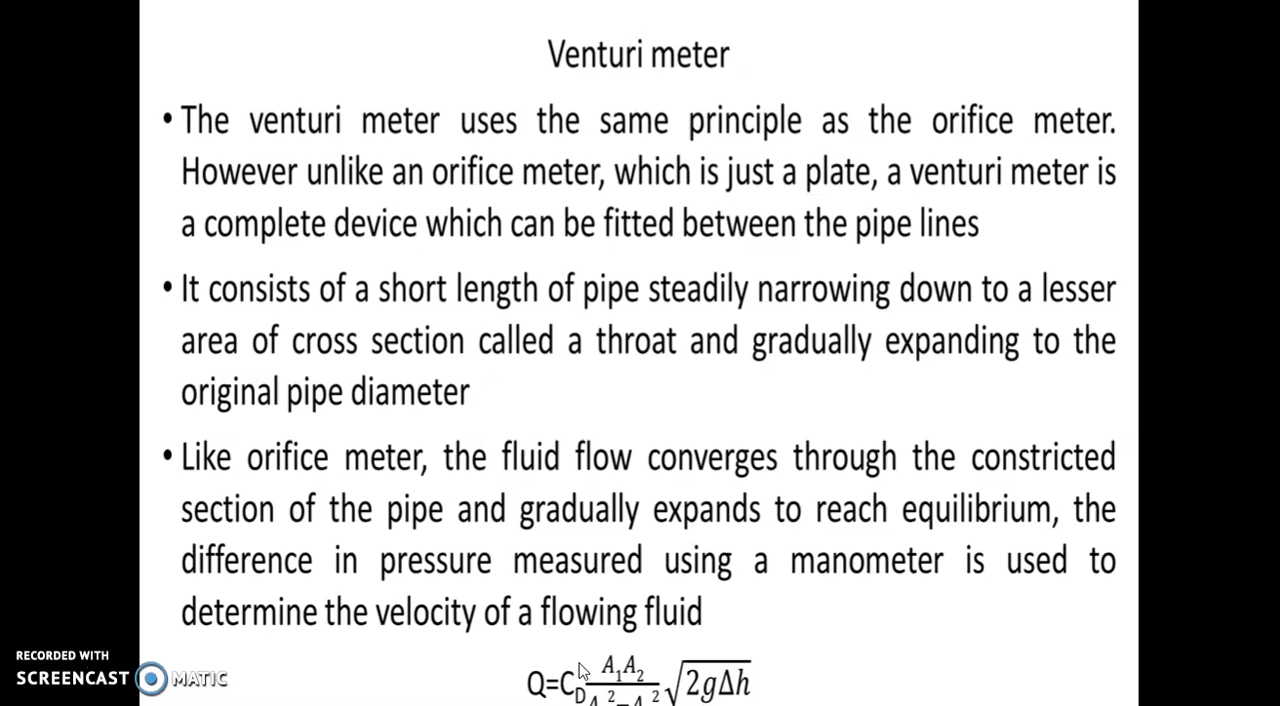 Venturi meter
• The venturi meter uses the same principle as the orifice meter.
However unlike an orifice meter, which is just a plate, a venturi meter is
a complete device which can be fitted between the pipe lines
• It consists of a short length of pipe steadily narrowing down to a lesser
area of cross section called a throat and gradually expanding to the
original pipe diameter
• Like orifice meter, the fluid flow converges through the constricted
section of the pipe and gradually expands to reach equilibrium, the
difference in pressure measured using a manometer is used to
determine the velocity of a flowing fluid
RECORDED WITH
SCREENCAST MATIC
Q=C_D A₁A₂ / A ²−A ² √2gΔh